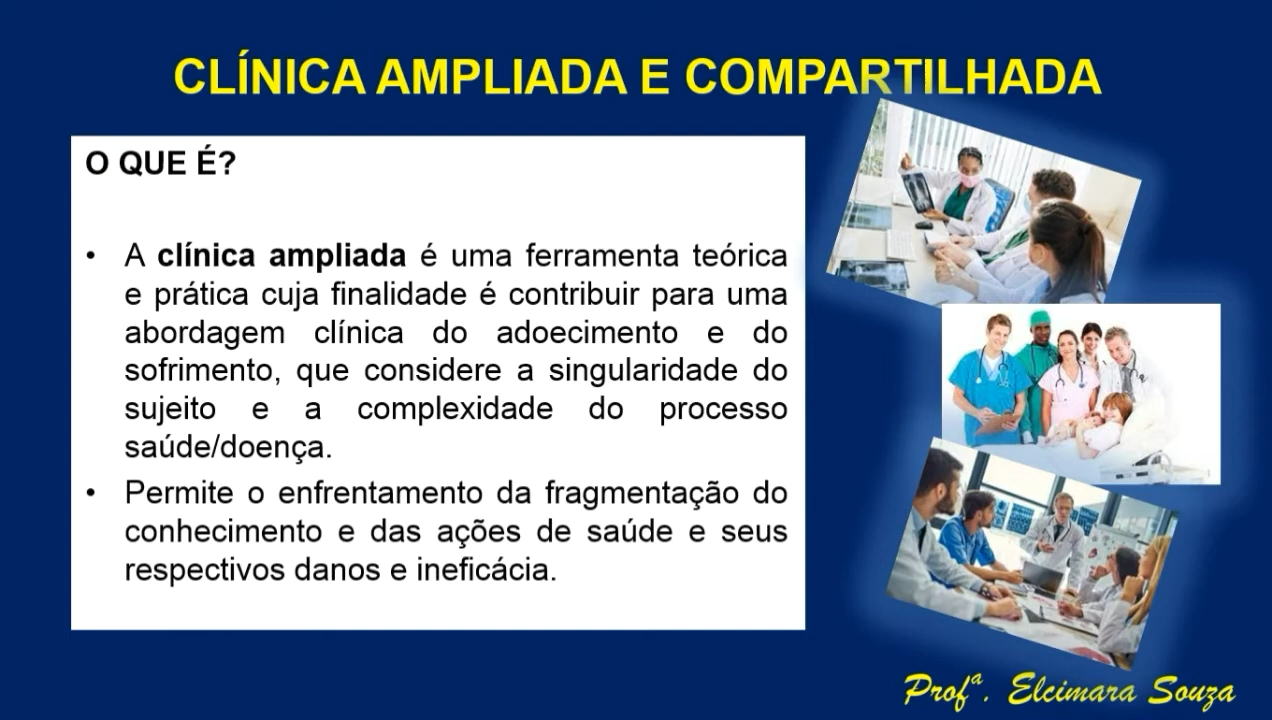 CLÍNICA AMPLIADA E COMPARTILHADA
O QUE É?
• A clínica ampliada é uma ferramenta teórica
e prática cuja finalidade é contribuir para uma
abordagem clínica do adoecimento e do
sofrimento, que considere a singularidade do
sujeito e a complexidade do processo
saúde/doença.
• Permite o enfrentamento da fragmentação do
conhecimento e das ações de saúde e seus
respectivos danos e ineficácia.
Profª. Elcimara Souza